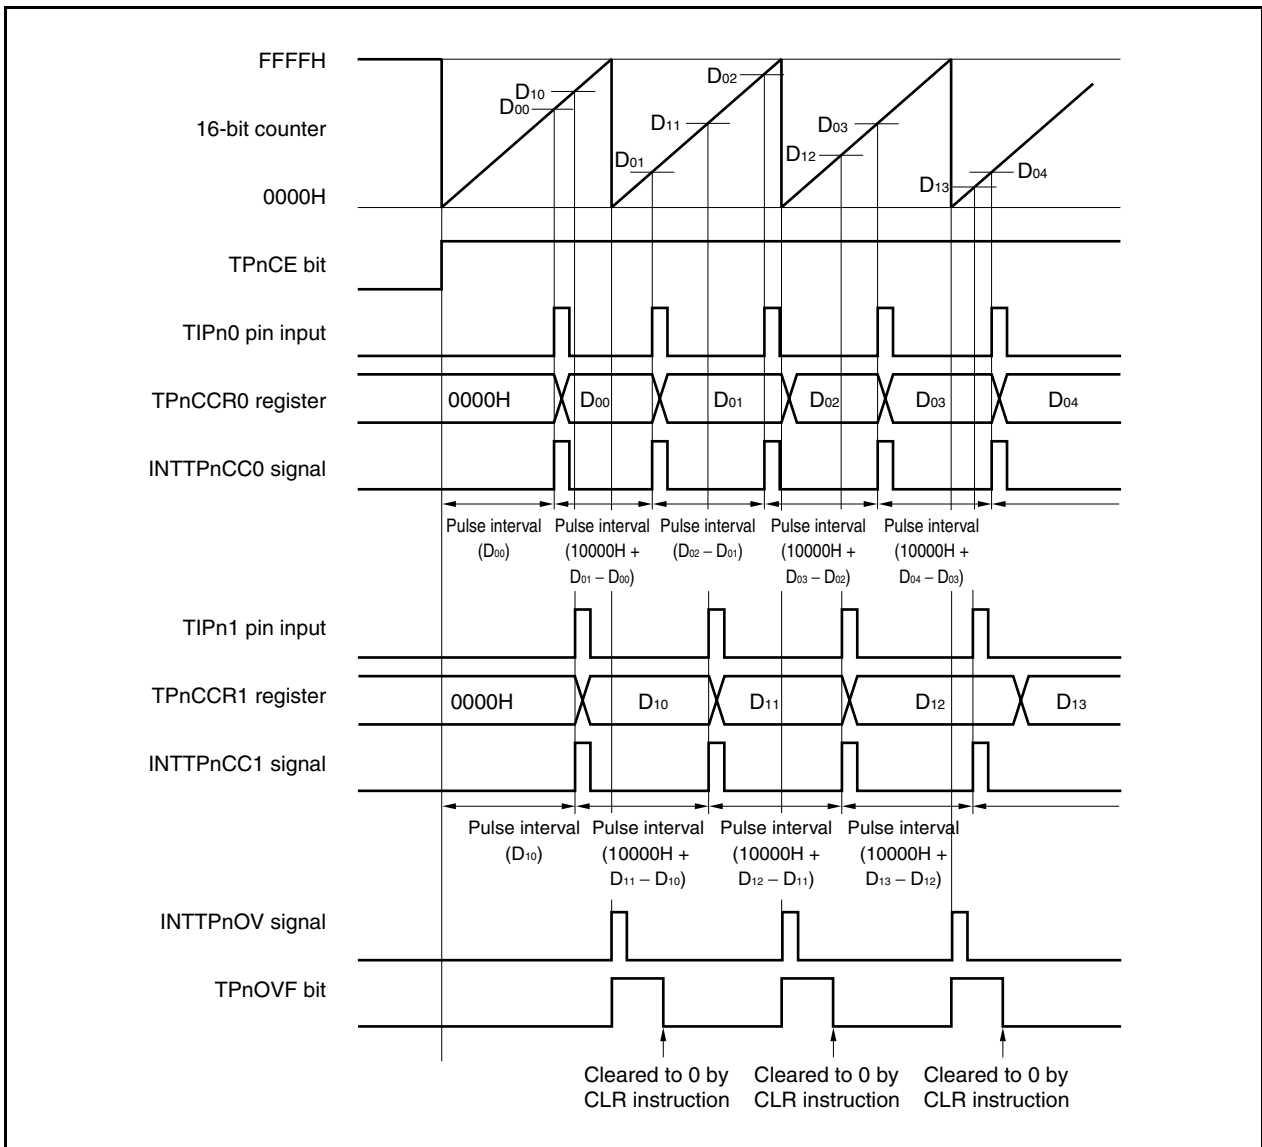 FFFFH
16-bit counter
0000H
D10
D00
D01
D11
D02
D12
D03
D13
D04
TPnCE bit
TIPn0 pin input
TPnCCR0 register
0000H D00 D01 D02 D03 D04
INTTPnCC0 signal
Pulse interval
(D00)
Pulse interval
(10000H +
D01 – D00)
Pulse interval
(D02 – D01)
Pulse interval
(10000H +
D03 – D02)
Pulse interval
(10000H +
D04 – D03)
TIPn1 pin input
TPnCCR1 register
0000H D10 D11 D12 D13
INTTPnCC1 signal
Pulse interval
(D10)
Pulse interval
(10000H +
D11 – D10)
Pulse interval
(10000H +
D12 – D11)
Pulse interval
(10000H +
D13 – D12)
INTTPnOV signal
TPnOVF bit
Cleared to 0 by
CLR instruction
Cleared to 0 by
CLR instruction
Cleared to 0 by
CLR instruction